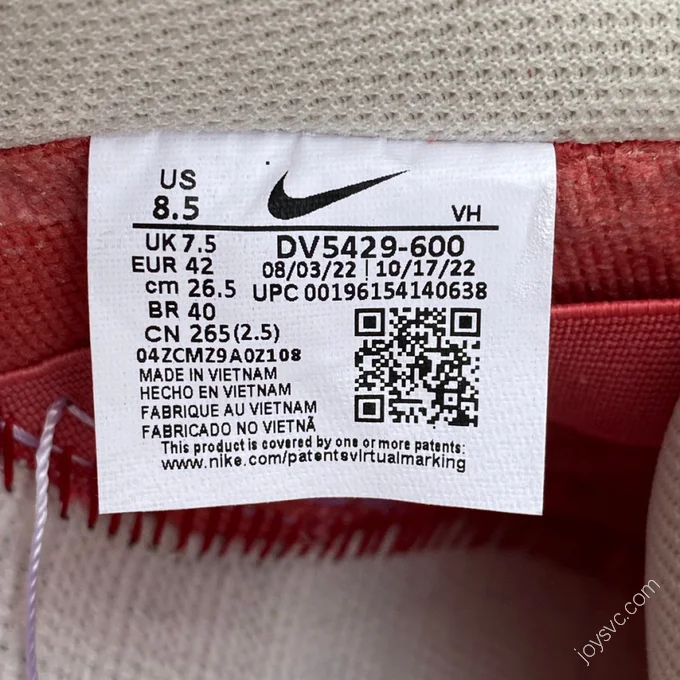 US
8.5
VH
UK 7.5
DV5429-600
EUR 42
08/03/22 | 10/17/22
cm 26.5
UPC 00196154140638
BR 40
CN 265(2.5)
04ZCMZ9A0Z108
MADE IN VIETNAM
HECHO EN VIETNAM
FABRIQUE AU VIETNAM
FABRICADO NO VIETNÃ
This product is covered by one or more patents:
www.nike.com/patentsvirtualmarking
joysvc.com